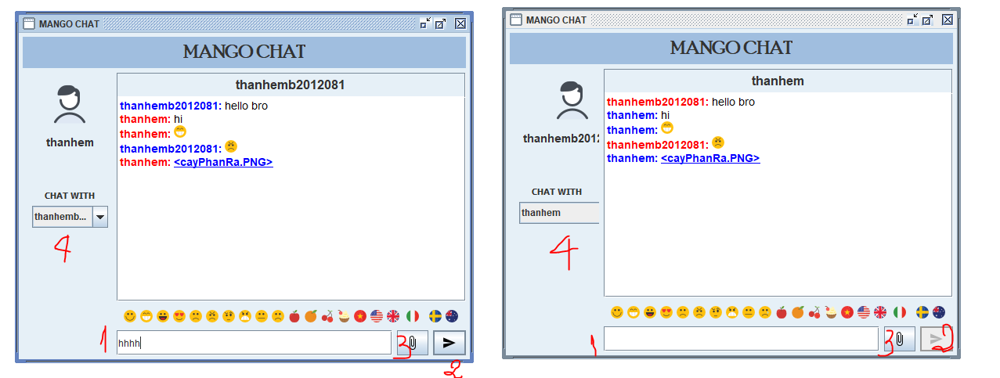 MANGO CHAT
MANGO CHAT
thanhemb2012081
thanhemb2012081: hello bro
thanhem: hi
thanhem:
thanhemb2012081:
thanhem: <cayPhanRa.PNG>
thanhem
CHAT WITH
thanhemb...
4
1
hhhh
3
2
MANGO CHAT
MANGO CHAT
thanhem
thanhemb2012081: hello bro
thanhem: hi
thanhem:
thanhemb2012081:
thanhem: <cayPhanRa.PNG>
thanhemb201
CHAT WITH
thanhem
4
1
3
2